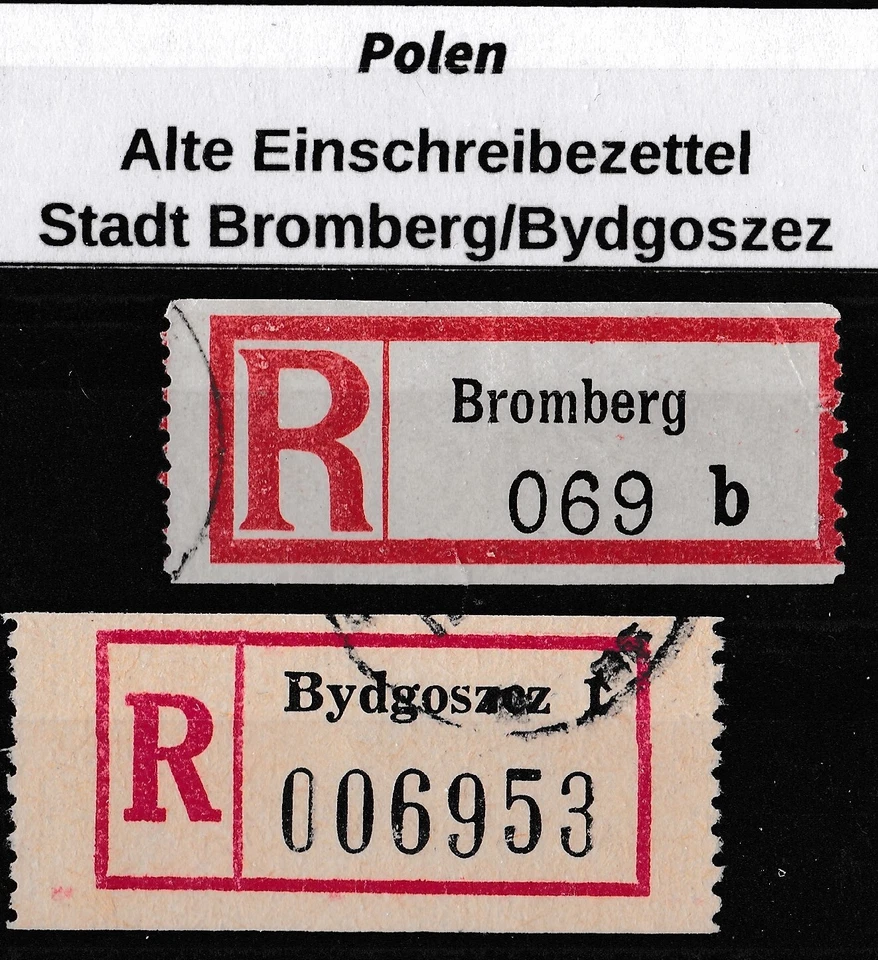 Polen
Alte Einschreibezettel
Stadt Bromberg/Bydgoszez
R
Bromberg
069 b
R
Bydgoszcz 1
006953